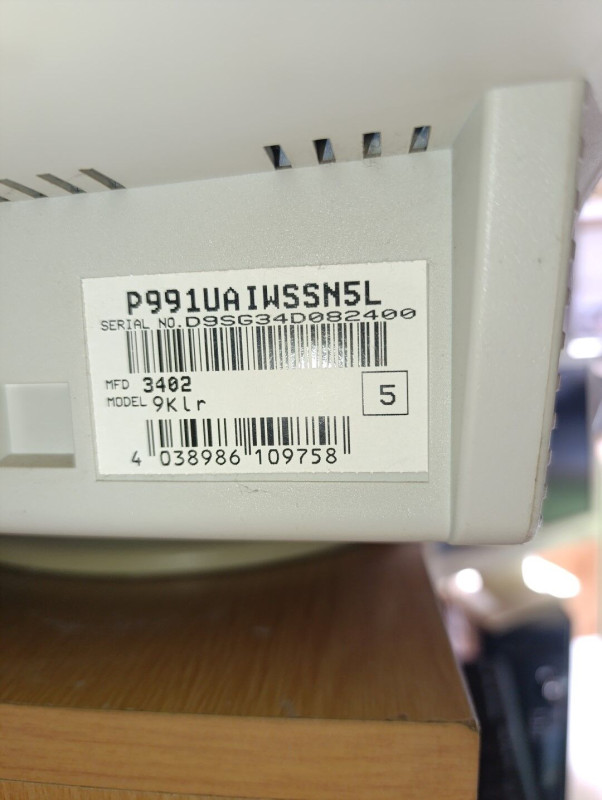 P991UAIWSSN5L
SERIAL NO.D9SG34D082400
MFD 3402
MODEL 9Klr
5
4 038986 109758